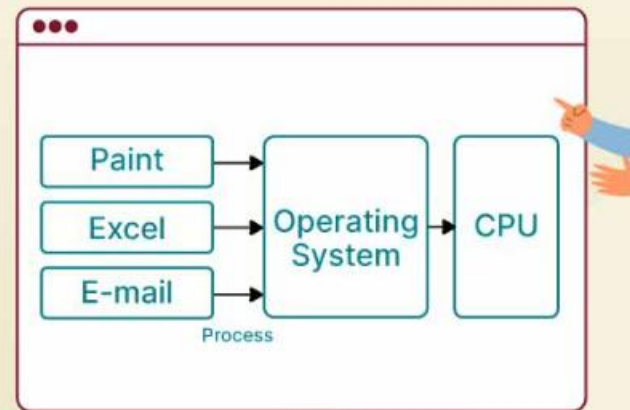 Paint
Excel
E-mail
Process
Operating
System
CPU